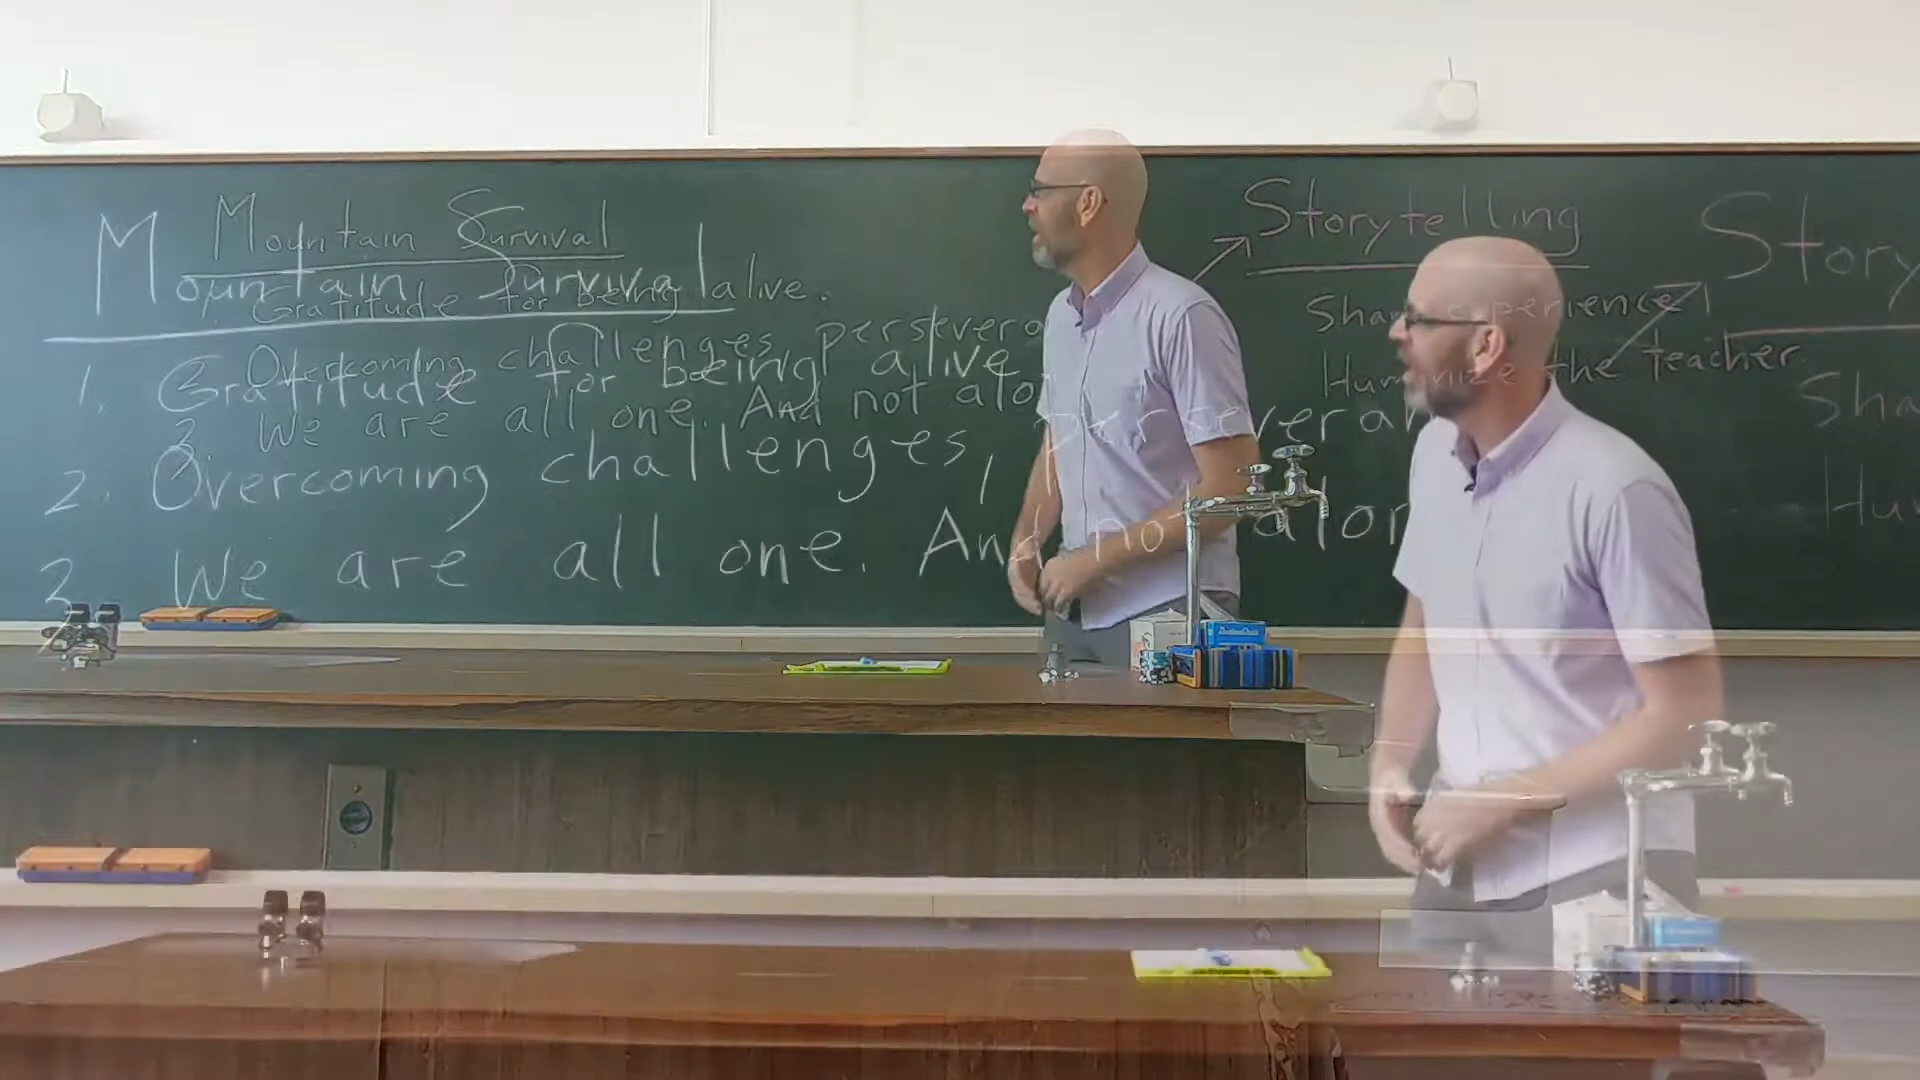 Mountain Survival
Gratitude for being alive.
Overcoming challenges, persevera
3. We are all one. And not alo
Storytelling
Share experience
Humanize the teacher.
Mountain Survival
1. Gratitude for being alive
2. Overcoming challenges, perseveran
3 We are all one. And not alon
Story
Sha
Hu